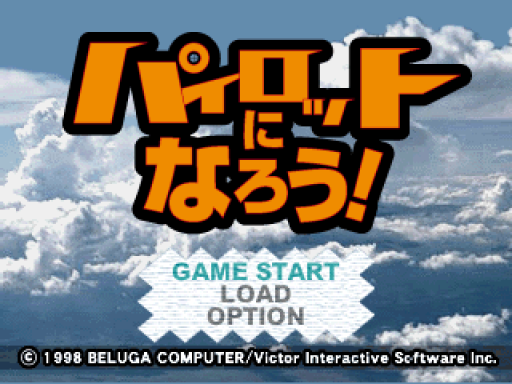 パイロット
に
なろう!
GAME START
LOAD
OPTION
© 1998 BELUGA COMPUTER/Victor Interactive Software Inc.